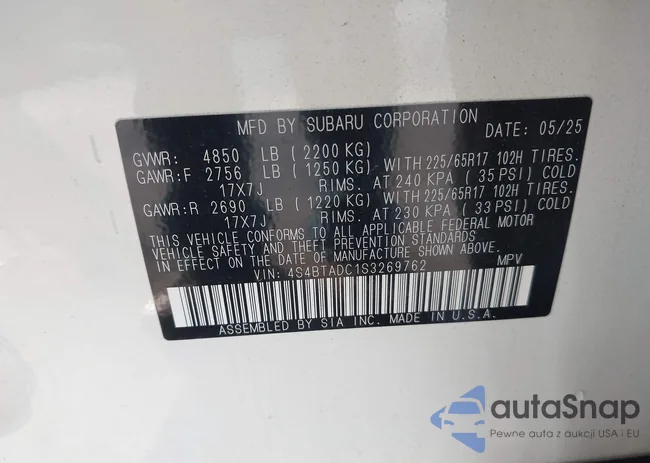 MFD BY SUBARU CORPORATION DATE: 05/25
GVWR: 4850 LB ( 2200 KG)
GAWR:F 2756 LB ( 1250 KG) WITH 225/65R17 102H TIRES.
17X7J RIMS. AT 240 KPA ( 35 PSI) COLD
GAWR:R 2690 LB ( 1220 KG) WITH 225/65R17 102H TIRES.
17X7J RIMS. AT 230 KPA ( 33 PSI) COLD
THIS VEHICLE CONFORMS TO ALL APPLICABLE FEDERAL MOTOR
VEHICLE SAFETY AND THEFT PREVENTION STANDARDS
IN EFFECT ON THE DATE OF MANUFACTURE SHOWN ABOVE.
VIN: 4S4BTADC1S3269762 MPV
ASSEMBLED BY SIA INC. MADE IN U.S.A.
autaSnap
Pewne auta z aukcji USA i EU